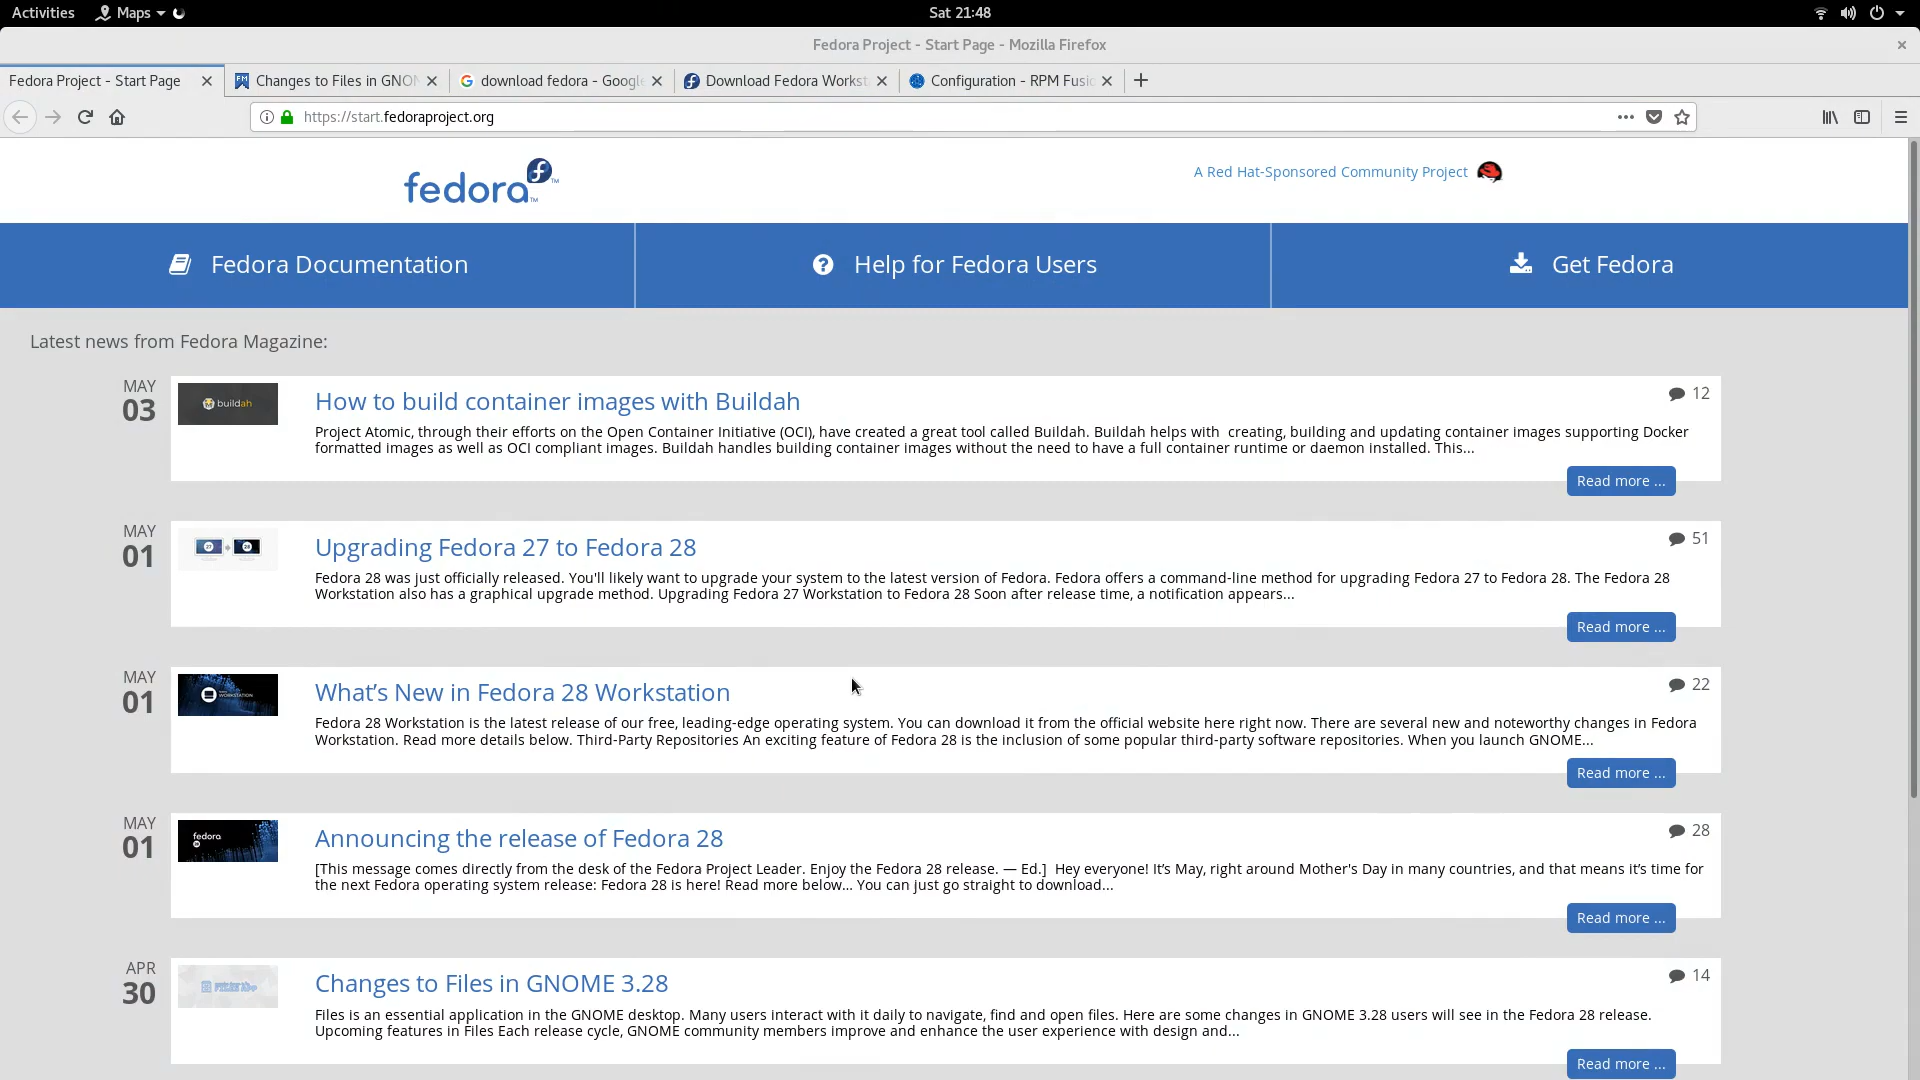 Activities Maps Sat 21:48
Fedora Project - Start Page - Mozilla Firefox
Fedora Project - Start Page Changes to Files in GNOM download fedora - Google Download Fedora Workst Configuration - RPM Fusio
https://start.fedoraproject.org
fedora™
A Red Hat-Sponsored Community Project
Fedora Documentation Help for Fedora Users Get Fedora
Latest news from Fedora Magazine:
MAY
03
buildah
How to build container images with Buildah
12
Project Atomic, through their efforts on the Open Container Initiative (OCI), have created a great tool called Buildah. Buildah helps with  creating, building and updating container images supporting Docker
formatted images as well as OCI compliant images. Buildah handles building container images without the need to have a full container runtime or daemon installed. This...
Read more ...
MAY
01
Upgrading Fedora 27 to Fedora 28
51
Fedora 28 was just officially released. You'll likely want to upgrade your system to the latest version of Fedora. Fedora offers a command-line method for upgrading Fedora 27 to Fedora 28. The Fedora 28
Workstation also has a graphical upgrade method. Upgrading Fedora 27 Workstation to Fedora 28 Soon after release time, a notification appears...
Read more ...
MAY
01
WORKSTATION
What’s New in Fedora 28 Workstation
22
Fedora 28 Workstation is the latest release of our free, leading-edge operating system. You can download it from the official website here right now. There are several new and noteworthy changes in Fedora
Workstation. Read more details below. Third-Party Repositories An exciting feature of Fedora 28 is the inclusion of some popular third-party software repositories. When you launch GNOME...
Read more ...
MAY
01
fedora
Announcing the release of Fedora 28
28
[This message comes directly from the desk of the Fedora Project Leader. Enjoy the Fedora 28 release. — Ed.]  Hey everyone! It’s May, right around Mother's Day in many countries, and that means it’s time for
the next Fedora operating system release: Fedora 28 is here! Read more below… You can just go straight to download...
Read more ...
APR
30
Changes to Files in GNOME 3.28
14
Files is an essential application in the GNOME desktop. Many users interact with it daily to navigate, find and open files. Here are some changes in GNOME 3.28 users will see in the Fedora 28 release.
Upcoming features in Files Each release cycle, GNOME community members improve and enhance the user experience with design and...
Read more ...